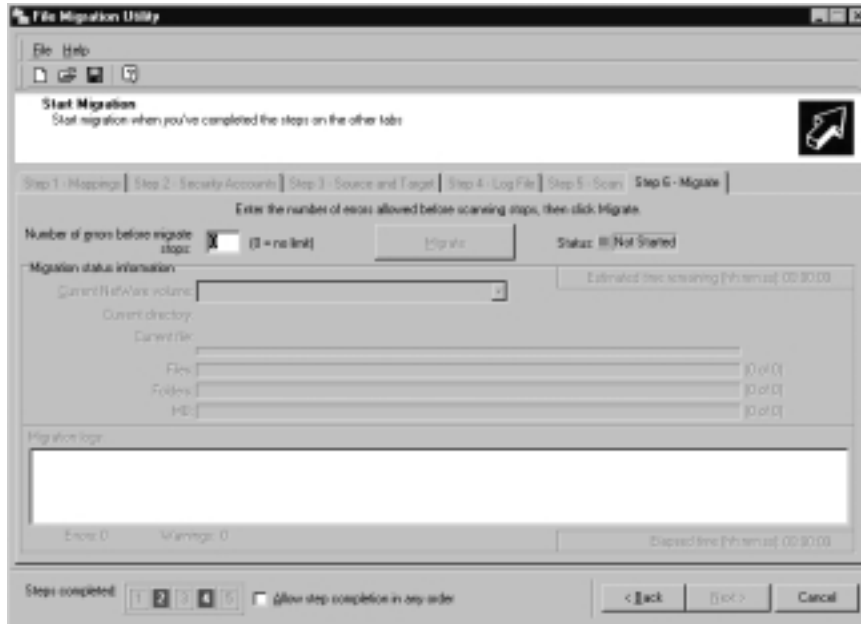 File Migration Utility
File Help
Start Migration
Start migration when you've completed the steps on the other tabs
Step 1 - Mappings Step 2 - Security Accounts Step 3 - Source and Target Step 4 - Log File Step 5 - Scan Step 6 - Migrate
Enter the number of errors allowed before scanning stops, then click Migrate.
Number of errors before migrate stops: (0 = no limit) Migrate Status: Not Started
Migration status information
Estimated time remaining [hh:mm:ss]: 00:00:00
Current NetWare volume:
Current directory:
Current file:
Files: (0 of 0)
Folders: (0 of 0)
MB: (0 of 0)
Migration logs:
Errors: 0 Warnings: 0
Elapsed time [hh:mm:ss]: 00:00:00
Steps completed: 1 2 3 4 5 Allow step completion in any order < Back Next > Cancel